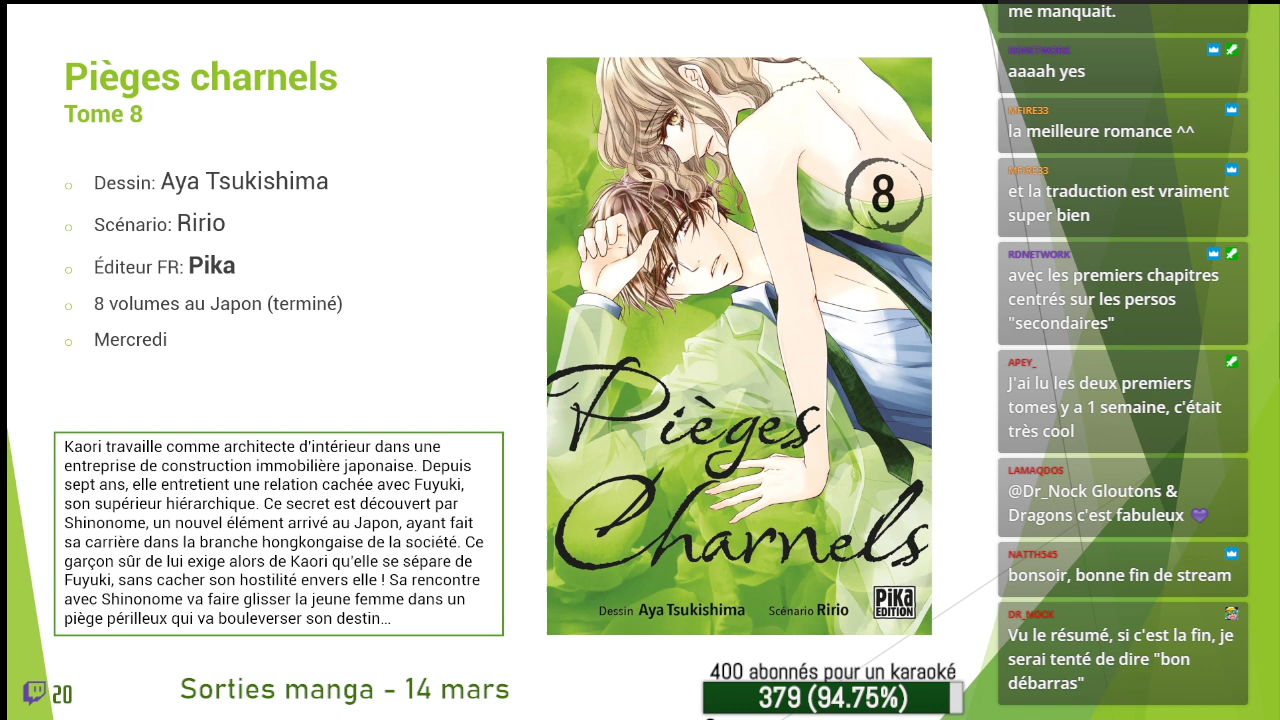 Pièges charnels
Tome 8
Dessin: Aya Tsukishima
Scénario: Ririo
Éditeur FR: Pika
8 volumes au Japon (terminé)
Mercredi
Kaori travaille comme architecte d'intérieur dans une
entreprise de construction immobilière japonaise. Depuis
sept ans, elle entretient une relation cachée avec Fuyuki,
son supérieur hiérarchique. Ce secret est découvert par
Shinonome, un nouvel élément arrivé au Japon, ayant fait
sa carrière dans la branche hongkongaise de la société. Ce
garçon sûr de lui exige alors de Kaori qu'elle se sépare de
Fuyuki, sans cacher son hostilité envers elle ! Sa rencontre
avec Shinonome va faire glisser la jeune femme dans un
piège périlleux qui va bouleverser son destin...
20
Sorties manga - 14 mars
8
Pièges
Charnels
Dessin Aya Tsukishima Scénario Ririo
Pika
EDITION
400 abonnés pour un karaoké
379 (94.75%)
me manquait.
RDNETWORK
aaaah yes
MFIRE33
la meilleure romance ^^
MFIRE33
et la traduction est vraiment
super bien
RDNETWORK
avec les premiers chapitres
centrés sur les persos
"secondaires"
APEY_
J'ai lu les deux premiers
tomes y a 1 semaine, c'était
très cool
LAMAQDOS
@Dr_Nock Gloutons &
Dragons c'est fabuleux 💜
NATTH545
bonsoir, bonne fin de stream
DR_NOCK
Vu le résumé, si c'est la fin, je
serai tenté de dire "bon
débarras"